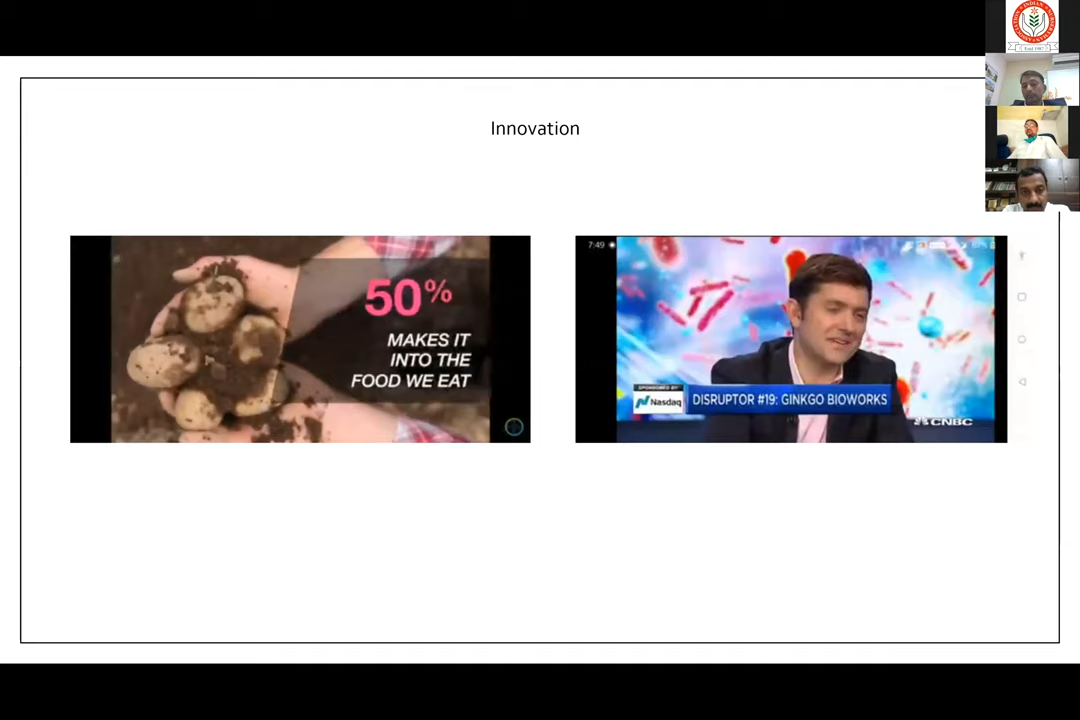 Innovation
50%
MAKES IT
INTO THE
FOOD WE EAT
7:49
SPONSORED BY
Nasdaq
DISRUPTOR #19: GINKGO BIOWORKS
CNBC